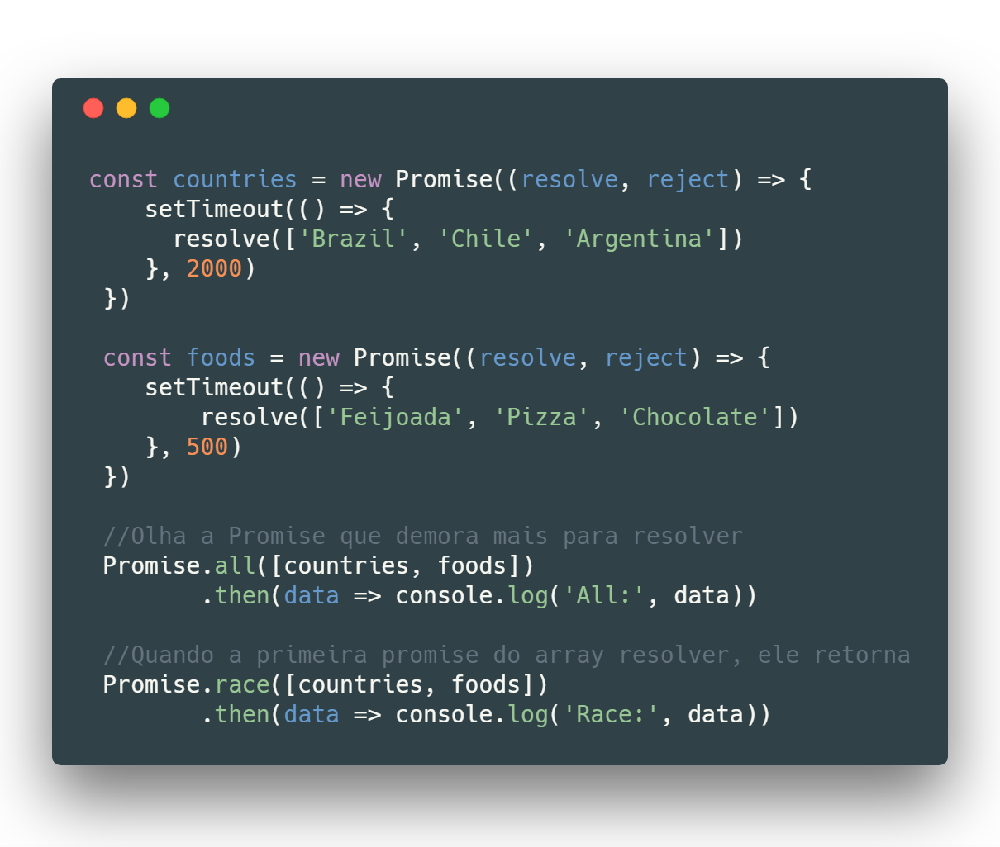 const countries = new Promise((resolve, reject) => {
    setTimeout(() => {
      resolve(['Brazil', 'Chile', 'Argentina'])
    }, 2000)
 })

 const foods = new Promise((resolve, reject) => {
    setTimeout(() => {
        resolve(['Feijoada', 'Pizza', 'Chocolate'])
    }, 500)
 })

 //Olha a Promise que demora mais para resolver
 Promise.all([countries, foods])
        .then(data => console.log('All:', data))

 //Quando a primeira promise do array resolver, ele retorna
 Promise.race([countries, foods])
        .then(data => console.log('Race:', data))